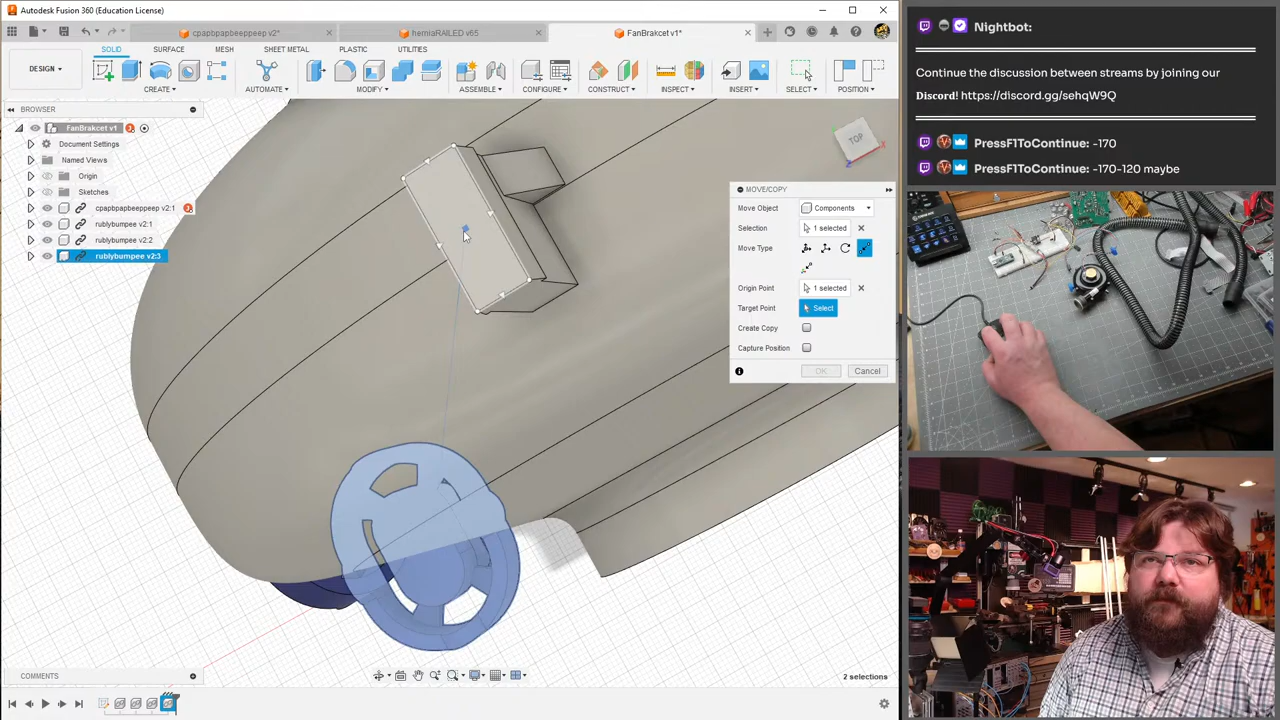 Autodesk Fusion 360 (Education License)
cpapbpapbeeppeep v2*
hemiaRAILED v65
FanBrakcet v1*
SOLID
SURFACE
MESH
SHEET METAL
PLASTIC
UTILITIES
DESIGN
CREATE
AUTOMATE
MODIFY
ASSEMBLE
CONFIGURE
CONSTRUCT
INSPECT
INSERT
SELECT
POSITION
BROWSER
FanBrakcet v1
Document Settings
Named Views
Origin
Sketches
cpapbpapbeeppeep v2:1
rublybumpee v2:1
rublybumpee v2:2
rublybumpee v2:3
TOP
X
Z
MOVE/COPY
Move Object
Components
Selection
1 selected
Move Type
Origin Point
1 selected
Target Point
Select
Create Copy
Capture Position
OK
Cancel
COMMENTS
2 selections
Nightbot:
Continue the discussion between streams by joining our
Discord! https://discord.gg/sehqW9Q
PressF1ToContinue: -170
PressF1ToContinue: -170-120 maybe